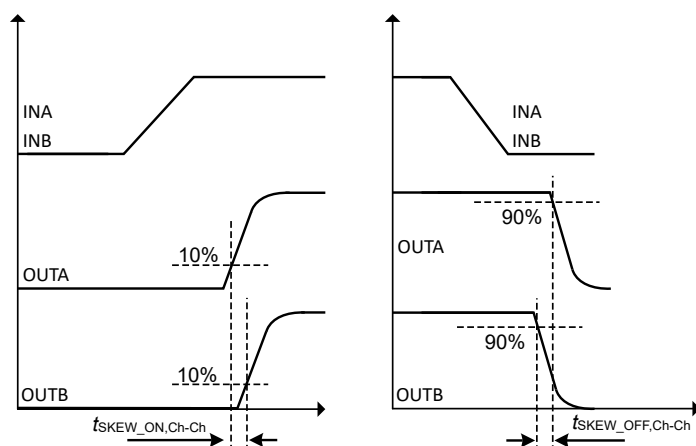 INA
INB
10%
OUTA
10%
OUTB
tSKEW_ON,Ch-Ch
INA
INB
90%
OUTA
90%
OUTB
tSKEW_OFF,Ch-Ch